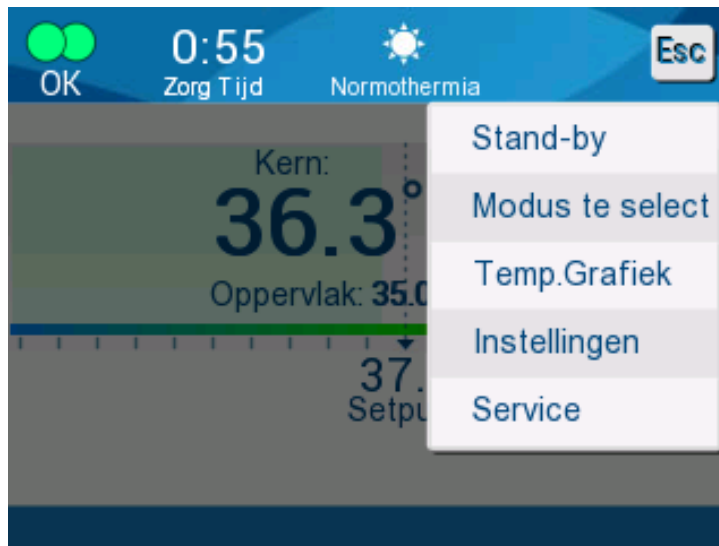 0:55
Esc
OK
Zorg Tijd
Normothermia
Kern:
36.3°
Oppervlak: 35.0
37.
Setpu
Stand-by
Modus te select
Temp.Grafiek
Instellingen
Service